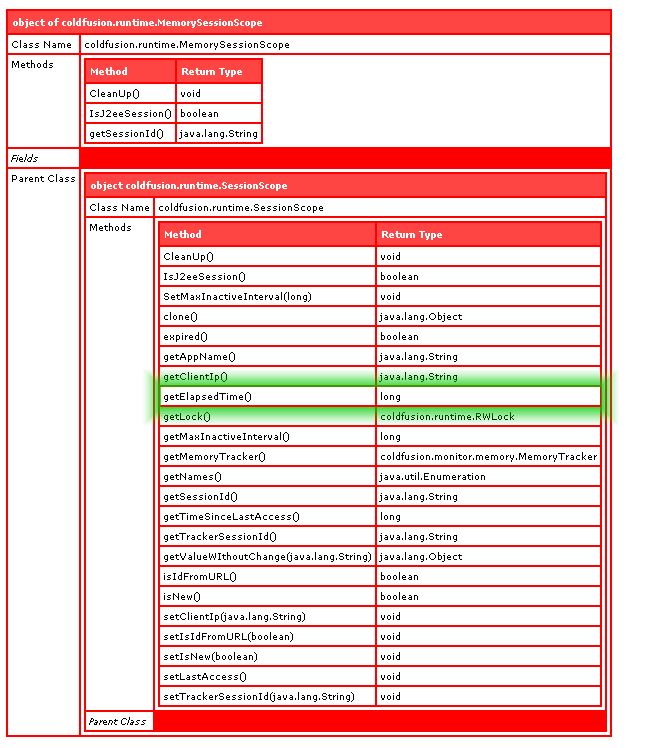 object of coldfusion.runtime.MemorySessionScope
Class Name coldfusion.runtime.MemorySessionScope
Methods
Method Return Type
CleanUp() void
IsJ2eeSession() boolean
getSessionId() java.lang.String
Fields
Parent Class
object coldfusion.runtime.SessionScope
Class Name coldfusion.runtime.SessionScope
Methods
Method Return Type
CleanUp() void
IsJ2eeSession() boolean
SetMaxInactiveInterval(long) void
clone() java.lang.Object
expired() boolean
getAppName() java.lang.String
getClientIp() java.lang.String
getElapsedTime() long
getLock() coldfusion.runtime.RWLock
getMaxInactiveInterval() long
getMemoryTracker() coldfusion.monitor.memory.MemoryTracker
getNames() java.util.Enumeration
getSessionId() java.lang.String
getTimeSinceLastAccess() long
getTrackerSessionId() java.lang.String
getValueWIthoutChange(java.lang.String) java.lang.Object
isIdFromURL() boolean
isNew() boolean
setClientIp(java.lang.String) void
setIsIdFromURL(boolean) void
setIsNew(boolean) void
setLastAccess() void
setTrackerSessionId(java.lang.String) void
Parent Class